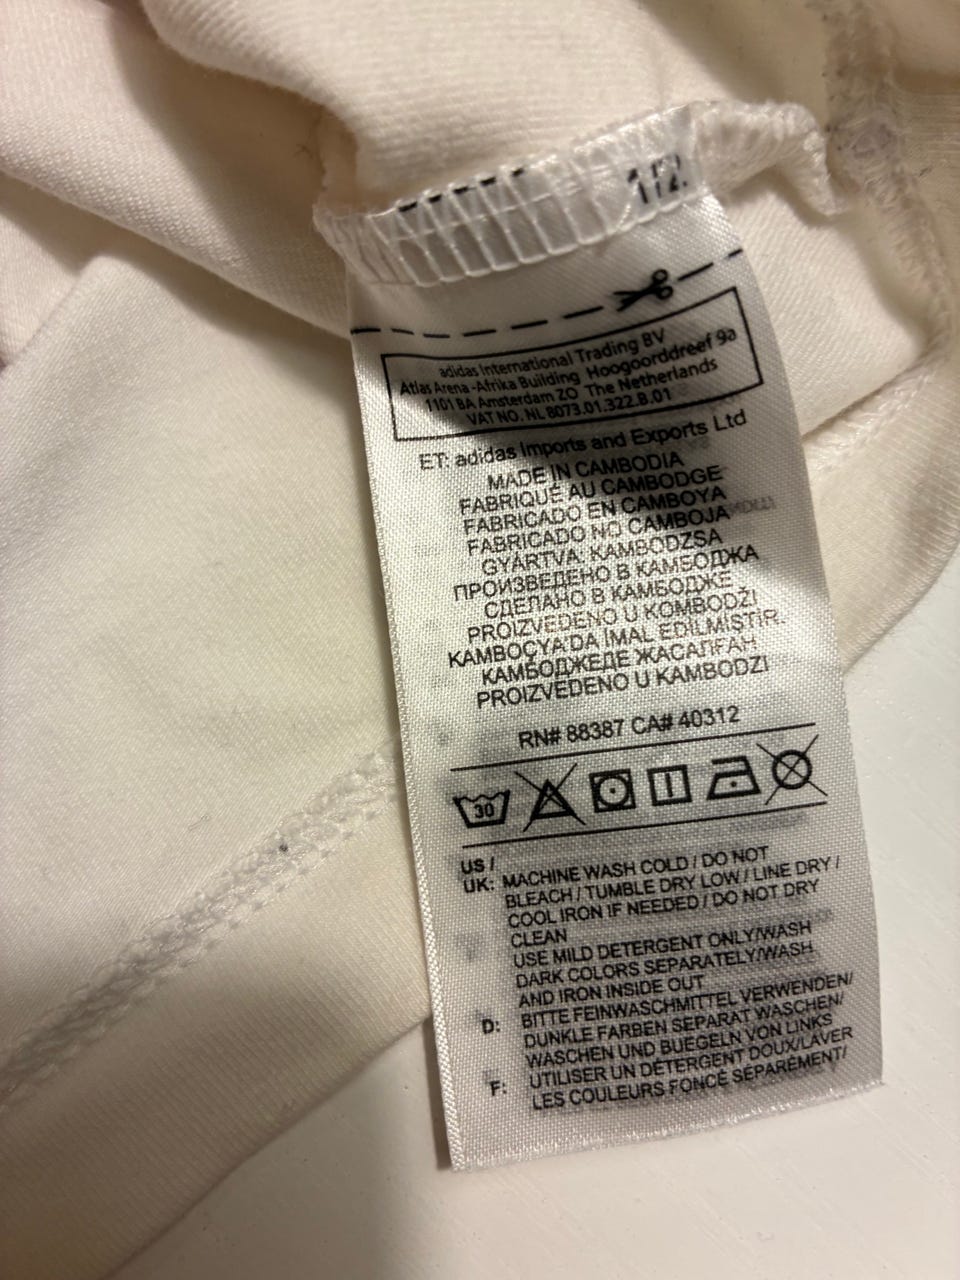 1/2.
adidas International Trading BV
Atlas Arena -Afrika Building Hoogoorddreef 9a
1101 BA Amsterdam ZO The Netherlands
VAT NO. NL 8073.01.322.B.01
ET: adidas Imports and Exports Ltd
MADE IN CAMBODIA
FABRIQUÉ AU CAMBODGE
FABRICADO EN CAMBOYA
FABRICADO NO CAMBOJA
GYÁRTVA: KAMBODZSA
ПРОИЗВЕДЕНО В КАМБОДЖА
СДЕЛАНО В КАМБОДЖЕ
PROIZVEDENO U KOMBODŽI
KAMBOÇYA'DA İMAL EDİLMİŞTİR.
КАМБОДЖЕДЕ ЖАСАЛҒАН
PROIZVEDENO U KAMBODZI
RN# 88387 CA# 40312
30
US /
UK: MACHINE WASH COLD / DO NOT
BLEACH / TUMBLE DRY LOW / LINE DRY /
COOL IRON IF NEEDED / DO NOT DRY
CLEAN
USE MILD DETERGENT ONLY/WASH
DARK COLORS SEPARATELY/WASH
AND IRON INSIDE OUT
D: BITTE FEINWASCHMITTEL VERWENDEN/
DUNKLE FARBEN SEPARAT WASCHEN/
WASCHEN UND BUEGELN VON LINKS
F: UTILISER UN DÉTERGENT DOUX/LAVER
LES COULEURS FONCÉ SÉPARÉMENT/